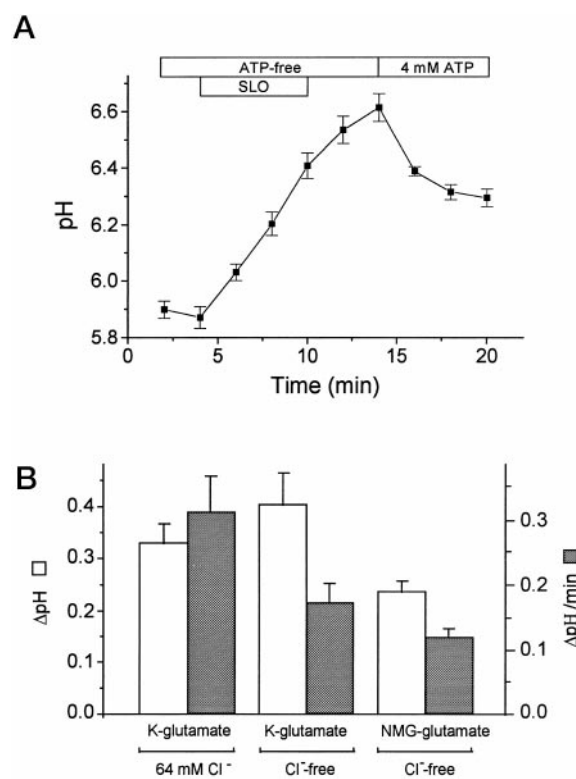 A
ATP-free
4 mM ATP
SLO
6.6
6.4
6.2
6.0
5.8
pH
0 5 10 15 20
Time (min)
B
0.4
0.3
0.2
0.1
0.0
ΔpH
0.3
0.2
0.1
0.0
ΔpH /min
K-glutamate K-glutamate NMG-glutamate
64 mM Cl⁻ Cl⁻-free Cl⁻-free